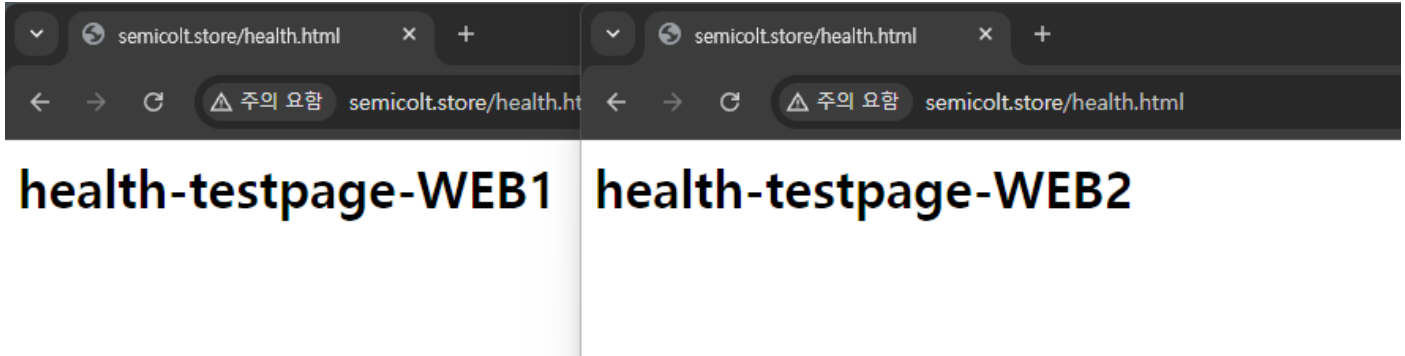 semicolt.store/health.html
주의 요함 semicolt.store/health.ht
health-testpage-WEB1
semicolt.store/health.html
주의 요함 semicolt.store/health.html
health-testpage-WEB2